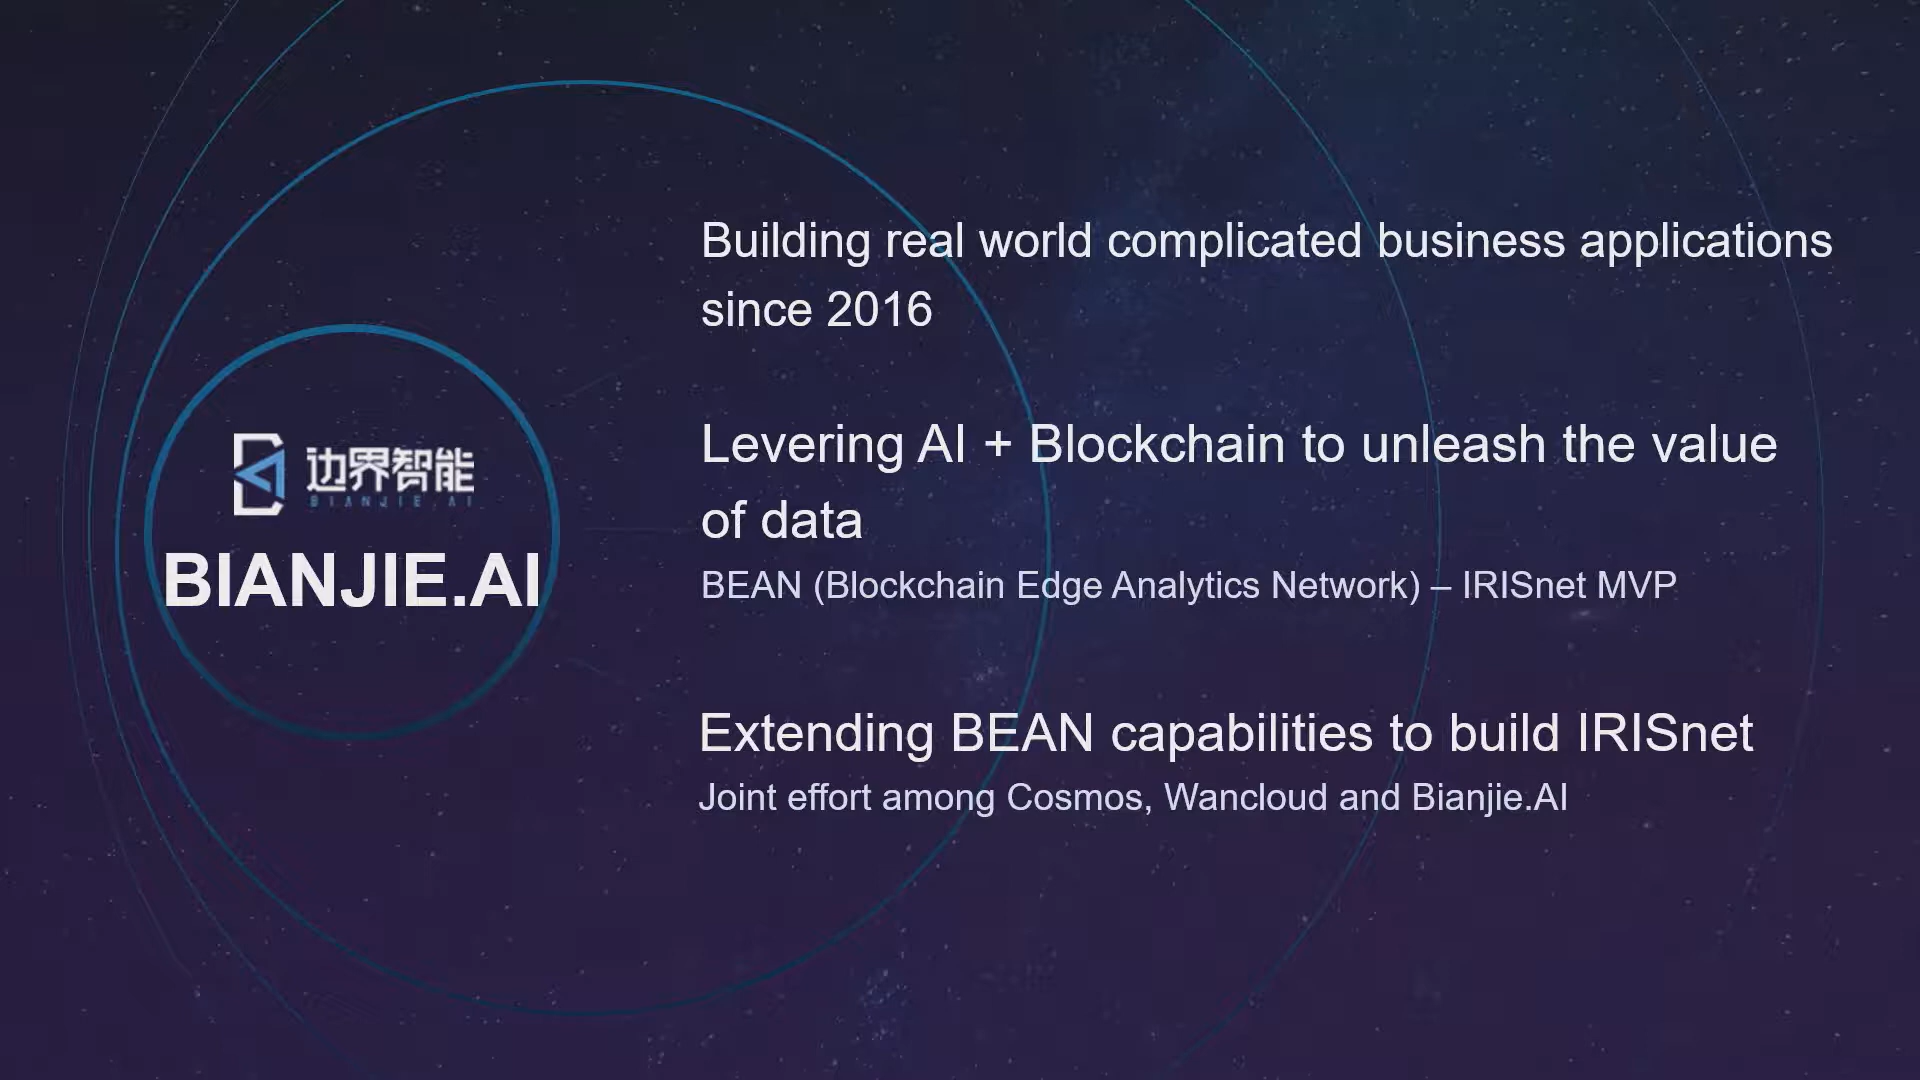 边界智能
BIANJIE.AI
BIANJIE.AI
Building real world complicated business applications
since 2016
Levering AI + Blockchain to unleash the value
of data
BEAN (Blockchain Edge Analytics Network) – IRISnet MVP
Extending BEAN capabilities to build IRISnet
Joint effort among Cosmos, Wancloud and Bianjie.AI